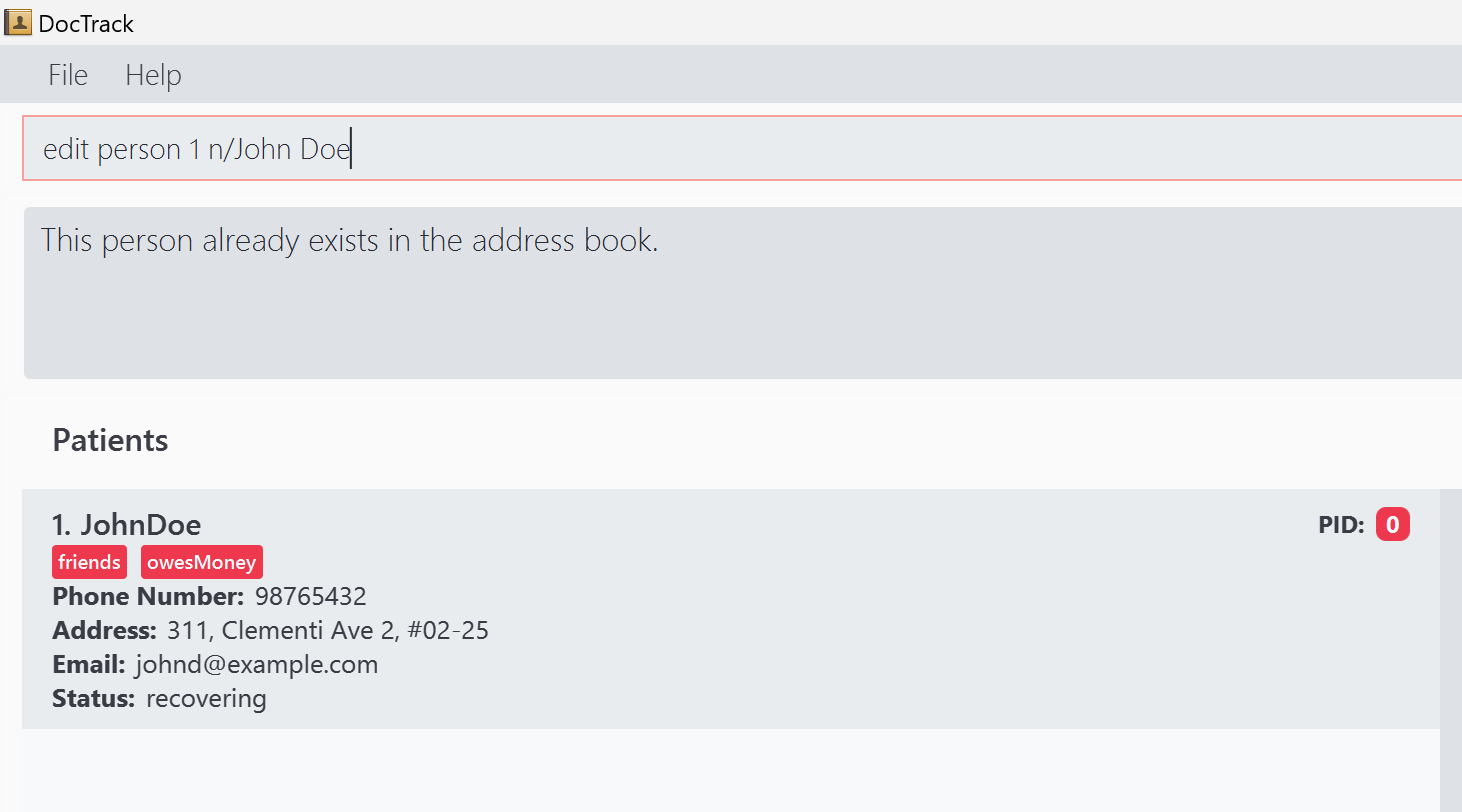 DocTrack
File Help
edit person 1 n/John Doe
This person already exists in the address book.
Patients
1. JohnDoe PID: 0
friends owesMoney
Phone Number: 98765432
Address: 311, Clementi Ave 2, #02-25
Email: johnd@example.com
Status: recovering